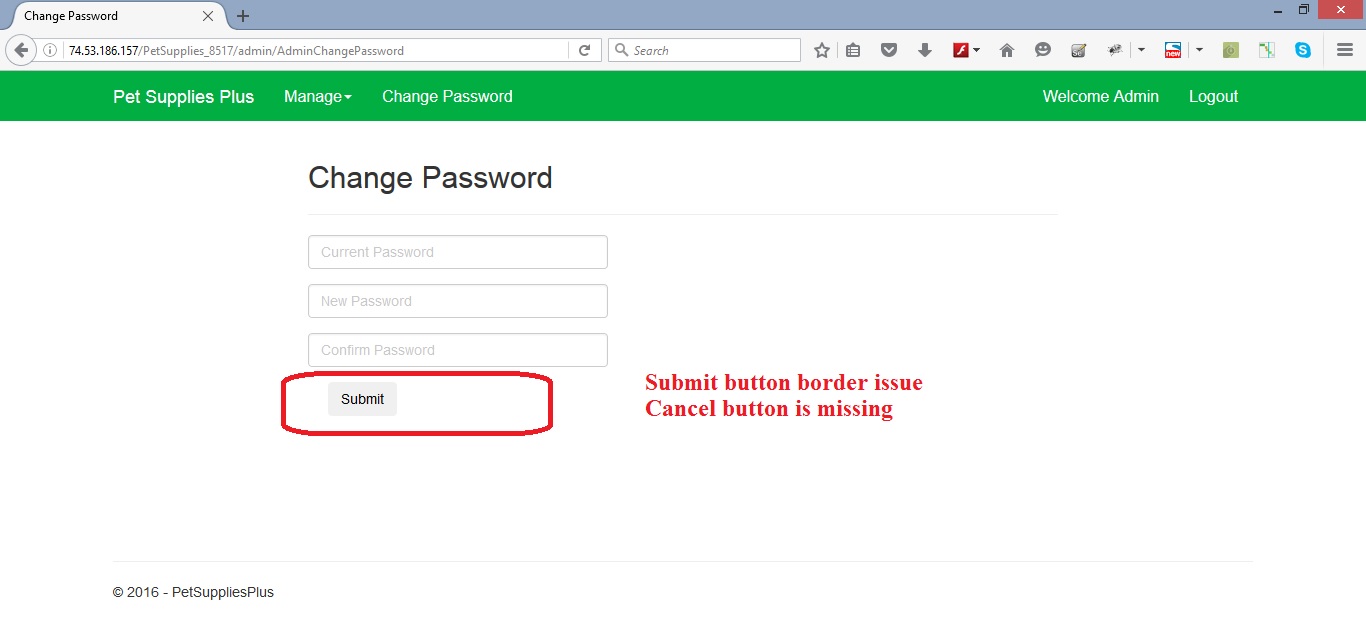 Change Password
74.53.186.157/PetSupplies_8517/admin/AdminChangePassword
Search
new
S
Pet Supplies Plus Manage Change Password Welcome Admin Logout
Change Password
Current Password
New Password
Confirm Password
Submit
Submit button border issue
Cancel button is missing
© 2016 - PetSuppliesPlus